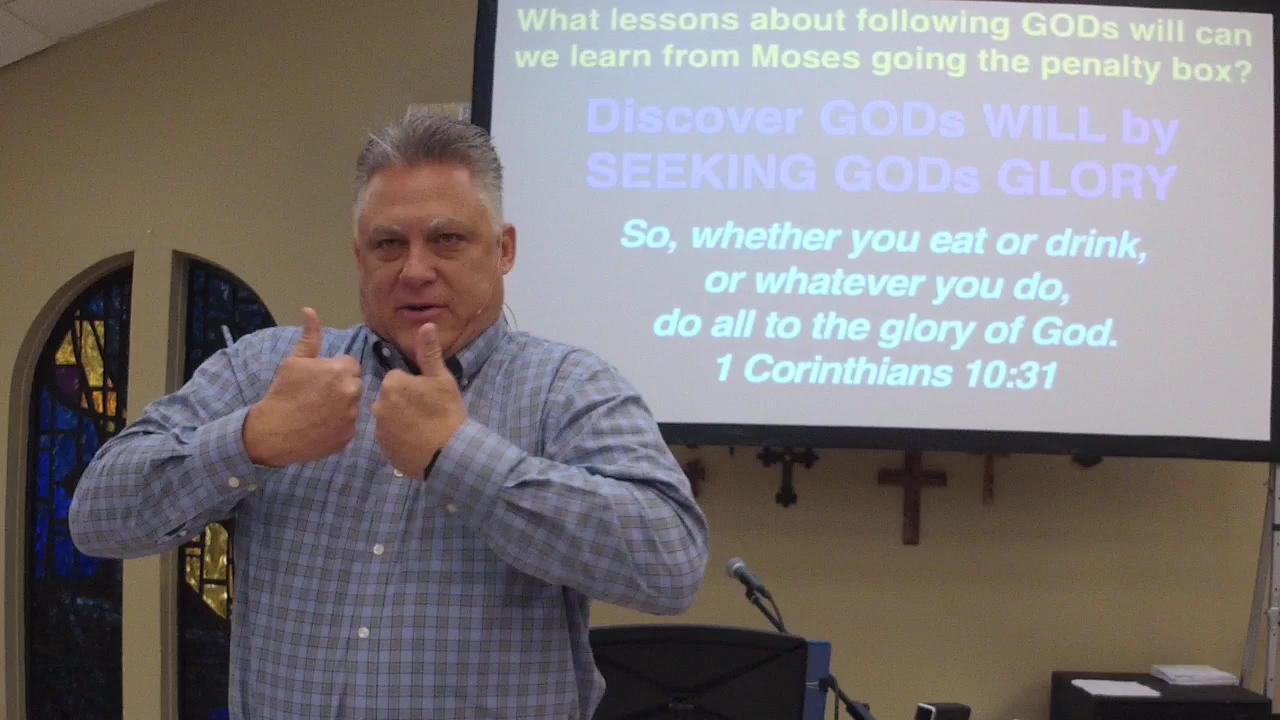 What lessons about following GODs will can
we learn from Moses going the penalty box?
Discover GODs WILL by
SEEKING GODs GLORY
So, whether you eat or drink,
or whatever you do,
do all to the glory of God.
1 Corinthians 10:31